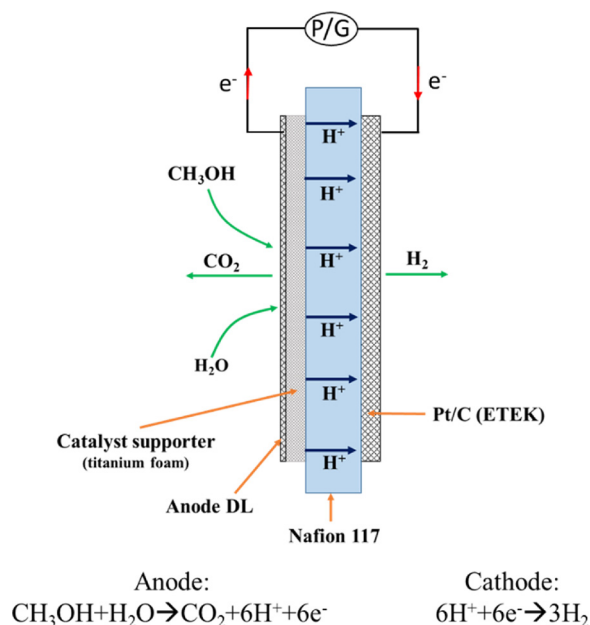 P/G
e⁻
e⁻
H⁺
CH₃OH
H⁺
H⁺
CO₂
H₂
H⁺
H₂O
H⁺
Pt/C (ETEK)
Catalyst supporter
(titanium foam)
H⁺
Anode DL
Nafion 117
Anode:
CH₃OH+H₂O→CO₂+6H⁺+6e⁻
Cathode:
6H⁺+6e⁻→3H₂